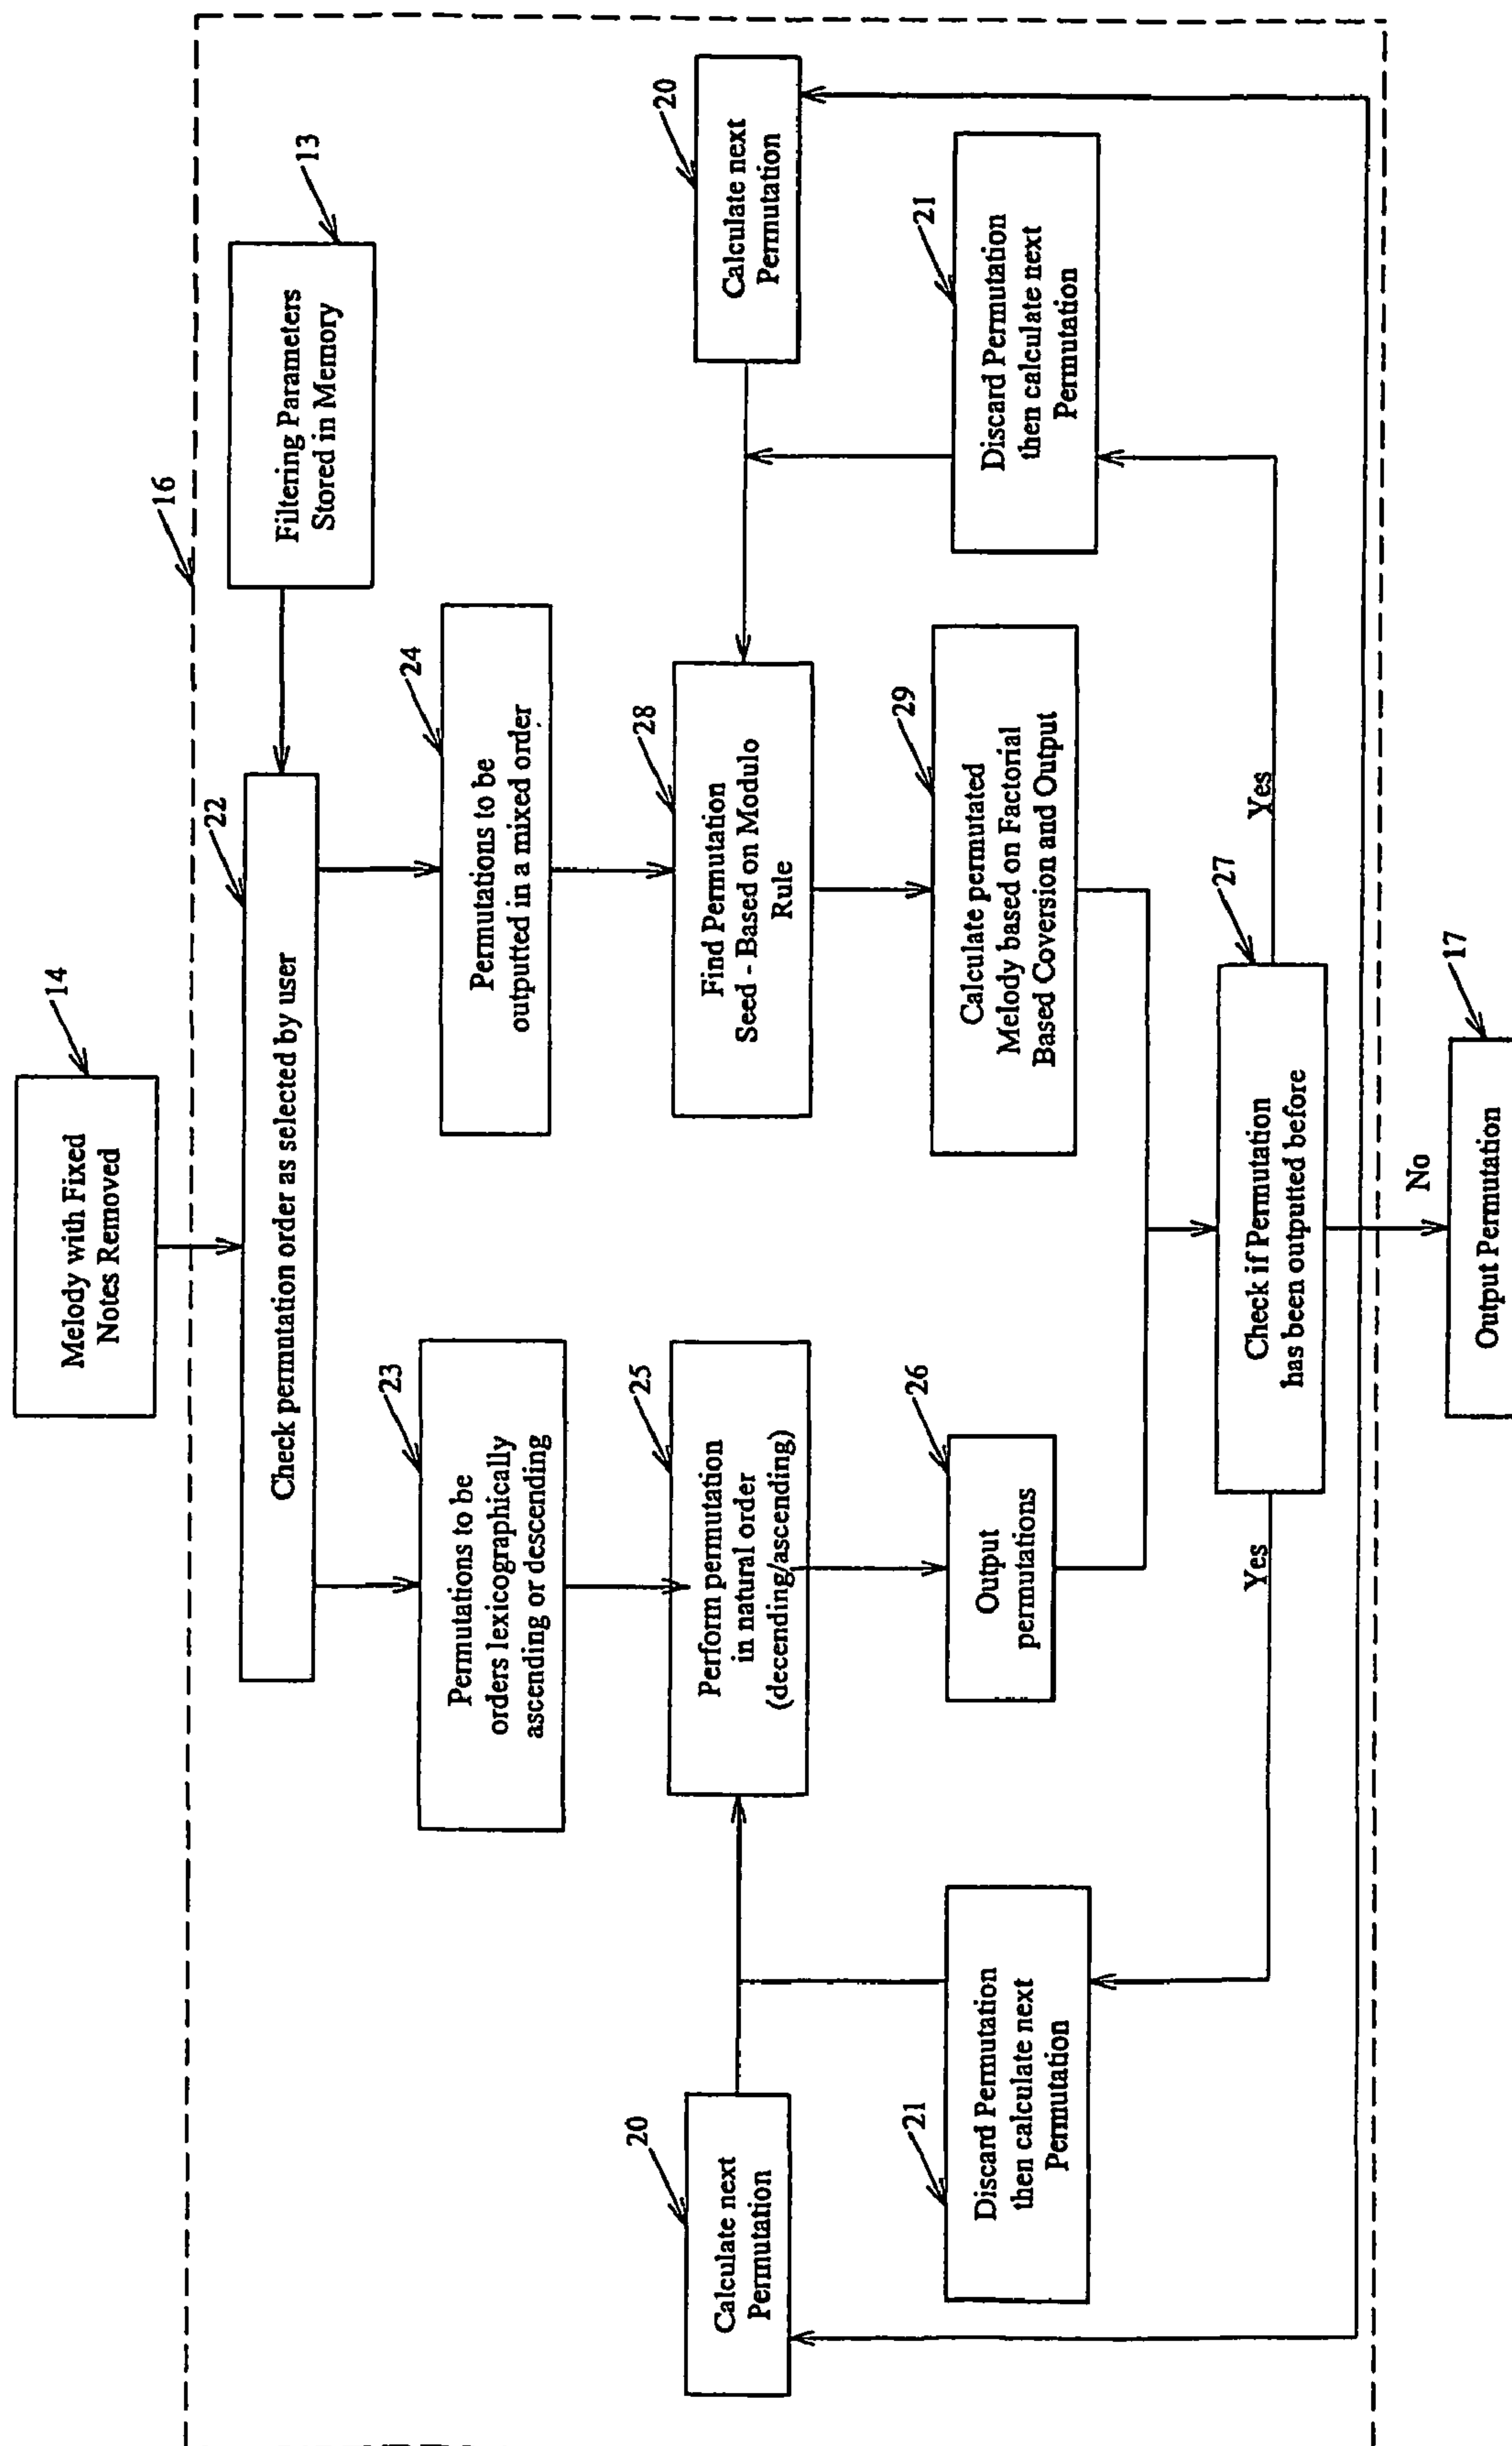 14
Melody with Fixed
Notes Removed
16
22
Check permutation order as selected by user
13
Filtering Parameters
Stored in Memory
23
Permutations to be
orders lexicographically
ascending or descending
24
Permutations to be
outputted in a mixed order
20
Calculate next
Permutation
25
Perform permutation
in natural order
(decending/ascending)
28
Find Permutation
Seed - Based on Modulo
Rule
20
Calculate next
Permutation
21
Discard Permutation
then calculate next
Permutation
26
Output
permutations
29
Calculate permutated
Melody based on Factorial
Based Coversion and Output
21
Discard Permutation
then calculate next
Permutation
Yes
27
Check if Permutation
has been outputted before
Yes
No
17
Output Permutation